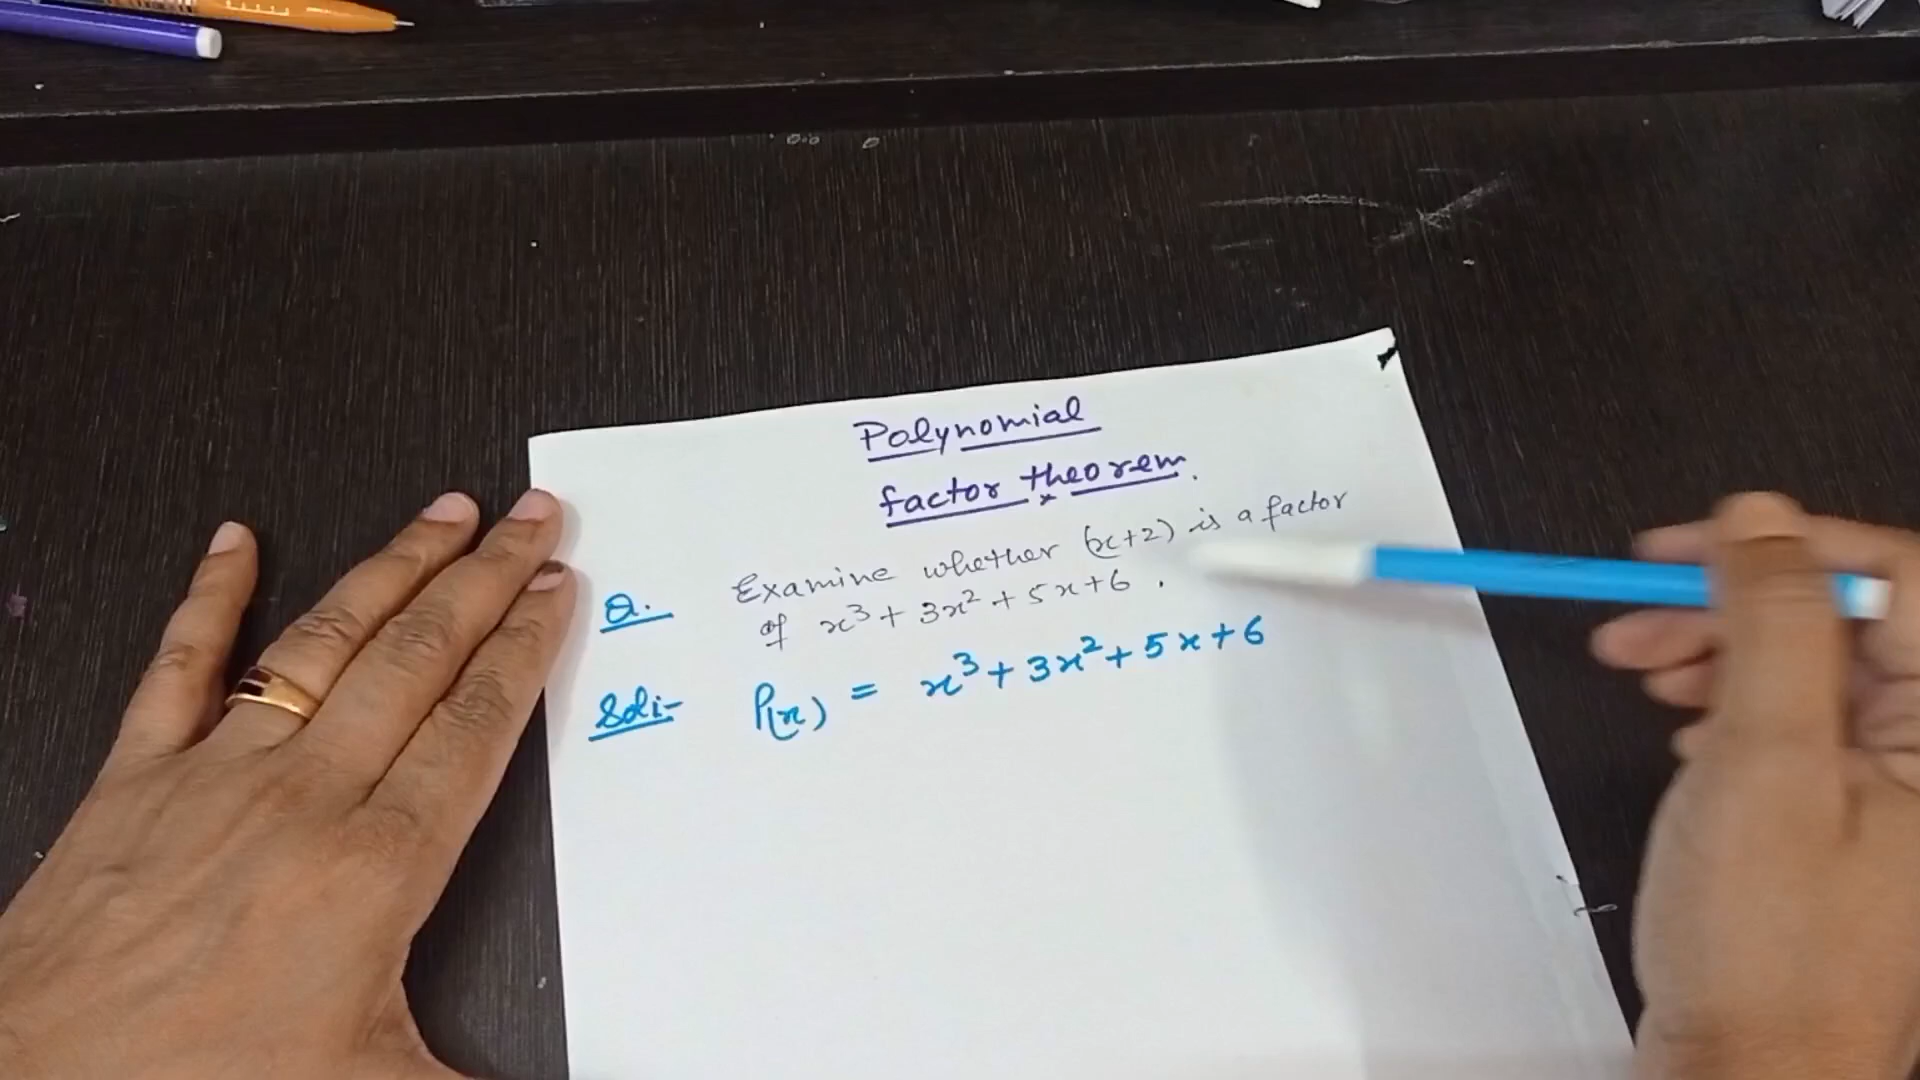 Polynomial
factor theorem.
Q. Examine whether (x+2) is a factor
of x³ + 3x² + 5x+6 .
Sol:- P(x) = x³ + 3x² + 5x + 6